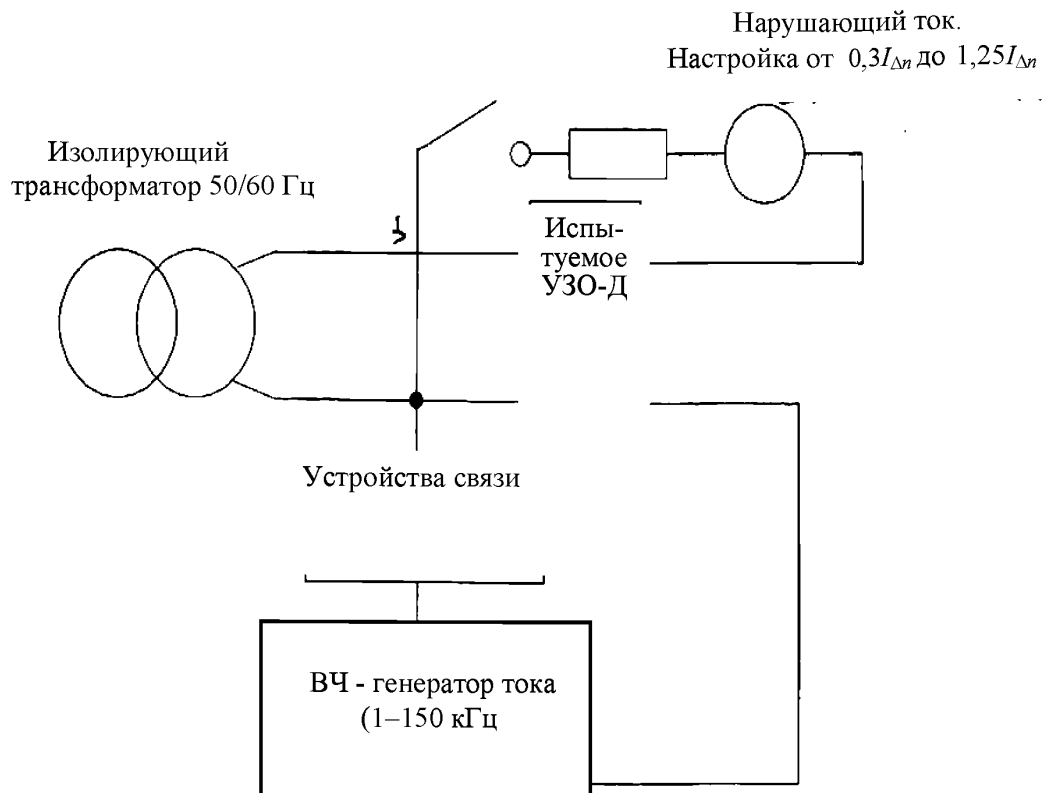 Нарушающий ток.
Настройка от 0,3IΔn до 1,25IΔn
Изолирующий
трансформатор 50/60 Гц
Испы-
туемое
УЗО-Д
Устройства связи
ВЧ - генератор тока
(1–150 кГц